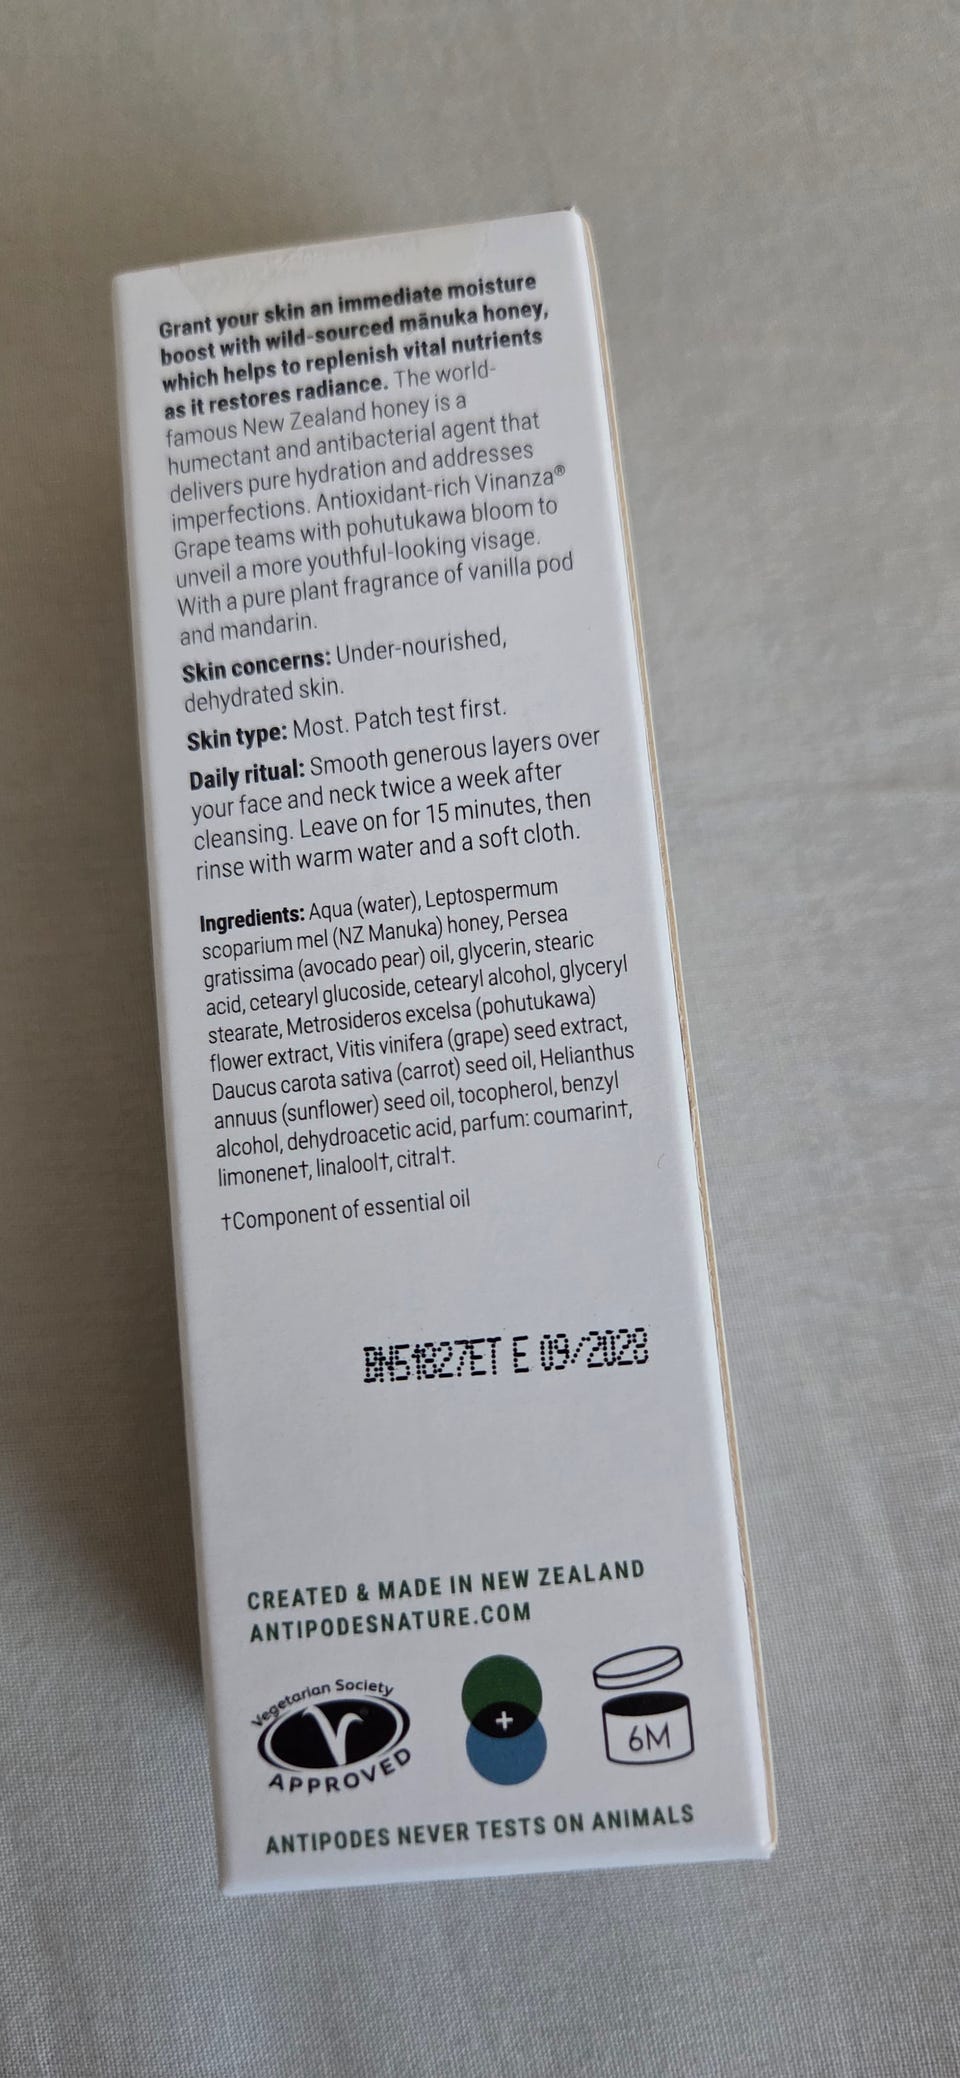 Grant your skin an immediate moisture
boost with wild-sourced mānuka honey,
which helps to replenish vital nutrients
as it restores radiance. The world-
famous New Zealand honey is a
humectant and antibacterial agent that
delivers pure hydration and addresses
imperfections. Antioxidant-rich Vinanza®
Grape teams with pohutukawa bloom to
unveil a more youthful-looking visage.
With a pure plant fragrance of vanilla pod
and mandarin.
Skin concerns: Under-nourished,
dehydrated skin.
Skin type: Most. Patch test first.
Daily ritual: Smooth generous layers over
your face and neck twice a week after
cleansing. Leave on for 15 minutes, then
rinse with warm water and a soft cloth.
Ingredients: Aqua (water), Leptospermum
scoparium mel (NZ Manuka) honey, Persea
gratissima (avocado pear) oil, glycerin, stearic
acid, cetearyl glucoside, cetearyl alcohol, glyceryl
stearate, Metrosideros excelsa (pohutukawa)
flower extract, Vitis vinifera (grape) seed extract,
Daucus carota sativa (carrot) seed oil, Helianthus
annuus (sunflower) seed oil, tocopherol, benzyl
alcohol, dehydroacetic acid, parfum: coumarin†,
limonene†, linalool†, citral†.
†Component of essential oil
BN51827ET E 09/2028
CREATED & MADE IN NEW ZEALAND
ANTIPODESNATURE.COM
Vegetarian Society
APPROVED
+
6M
ANTIPODES NEVER TESTS ON ANIMALS